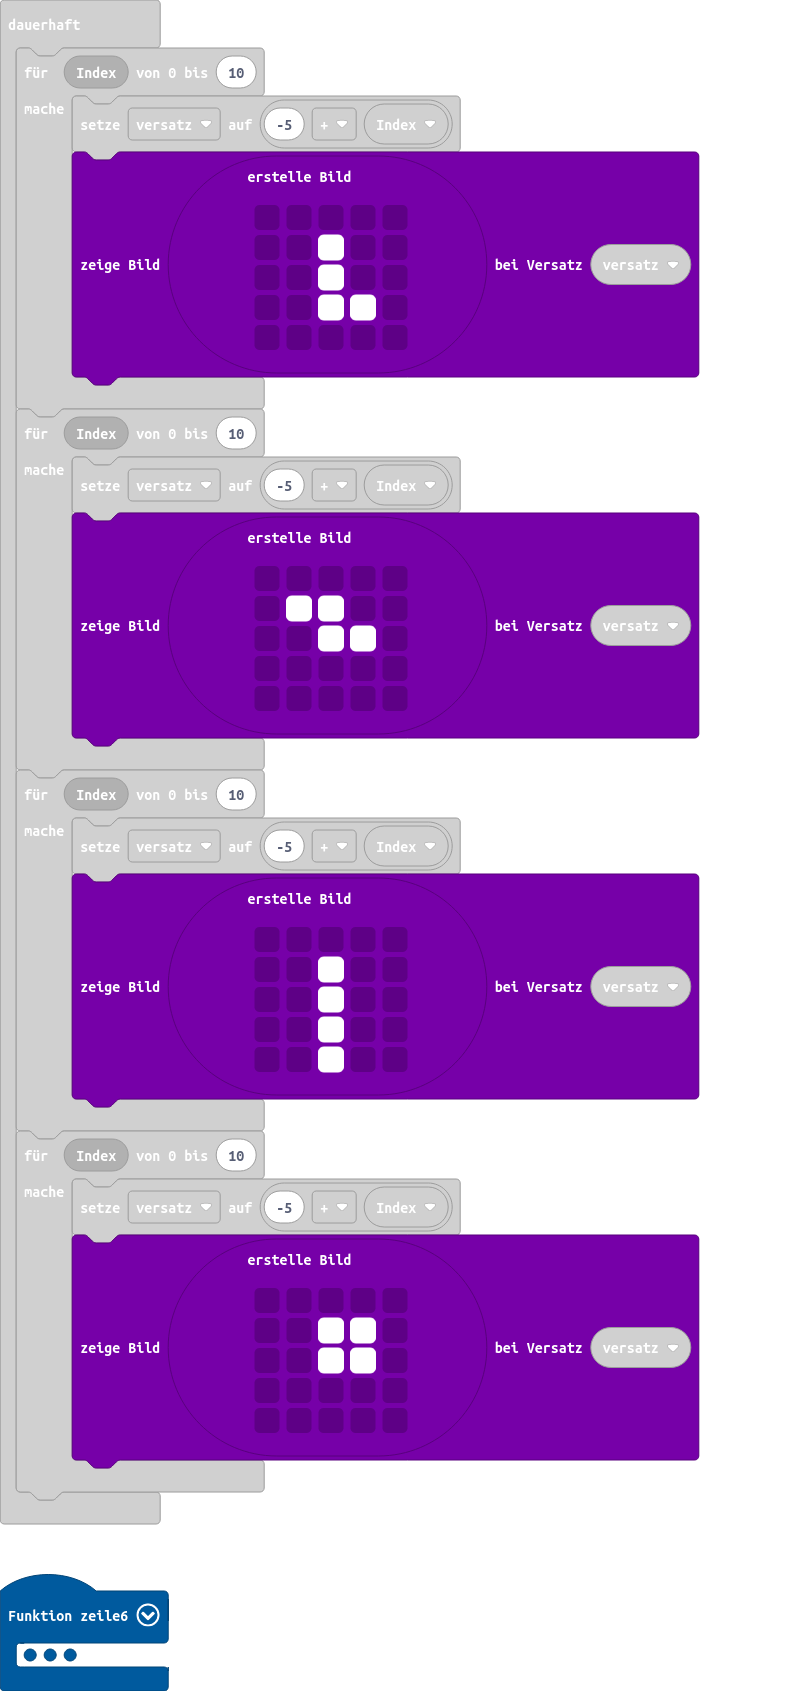 dauerhaft
für Index von 0 bis 10
mache
setze versatz auf -5 + Index
erstelle Bild
zeige Bild bei Versatz versatz
für Index von 0 bis 10
mache
setze versatz auf -5 + Index
erstelle Bild
zeige Bild bei Versatz versatz
für Index von 0 bis 10
mache
setze versatz auf -5 + Index
erstelle Bild
zeige Bild bei Versatz versatz
für Index von 0 bis 10
mache
setze versatz auf -5 + Index
erstelle Bild
zeige Bild bei Versatz versatz
Funktion zeile6